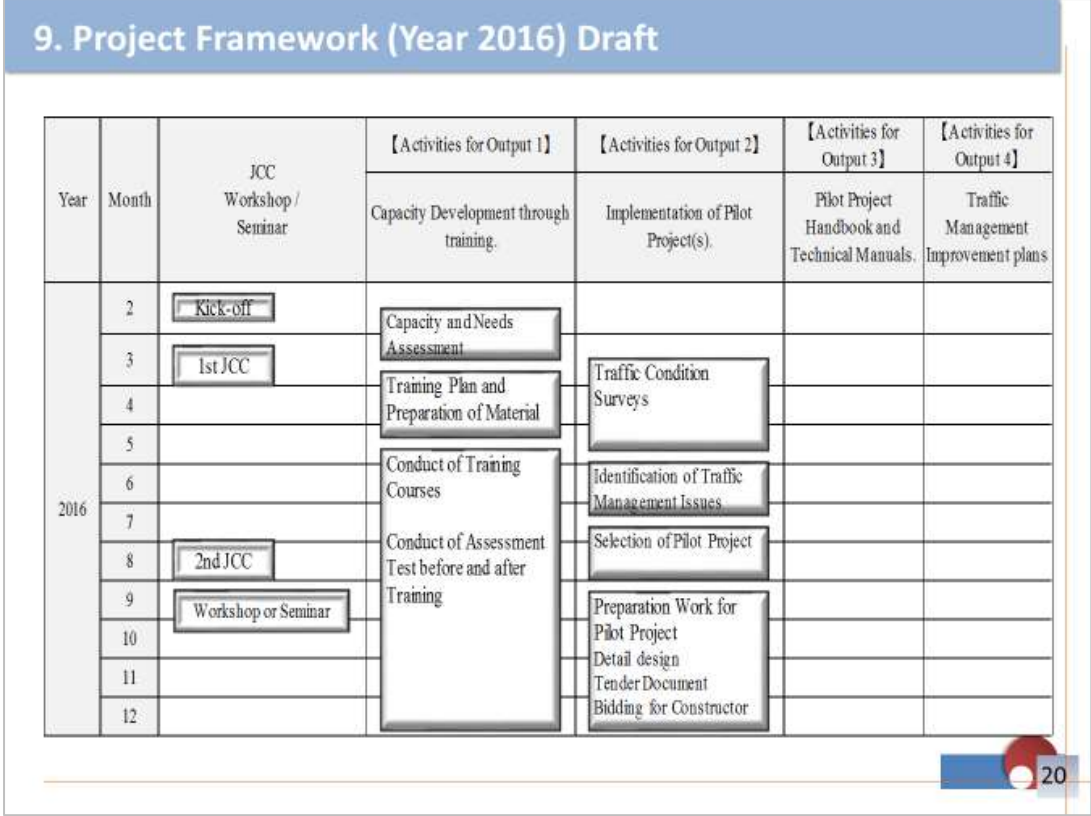 9. Project Framework (Year 2016) Draft
Year
Month
JCC
Workshop /
Seminar
【Activities for Output 1】
【Activities for Output 2】
【Activities for
Output 3】
【Activities for
Output 4】
Capacity Development through
training.
Implementation of Pilot
Project(s).
Pilot Project
Handbook and
Technical Manuals.
Traffic
Management
Improvement plans
2016
2
3
4
5
6
7
8
9
10
11
12
Kick-off
1st JCC
2nd JCC
Workshop or Seminar
Capacity and Needs
Assessment
Training Plan and
Preparation of Material
Conduct of Training
Courses
Conduct of Assessment
Test before and after
Training
Traffic Condition
Surveys
Identification of Traffic
Management Issues
Selection of Pilot Project
Preparation Work for
Pilot Project
Detail design
Tender Document
Bidding for Constructor
20